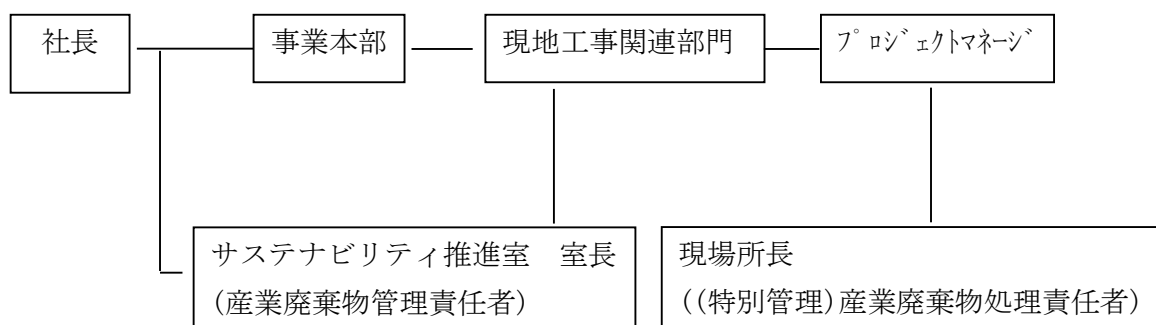 社長
事業本部
現地工事関連部門
プロジェクトマネージ
サステナビリティ推進室　室長
(産業廃棄物管理責任者)
現場所長
((特別管理)産業廃棄物処理責任者)